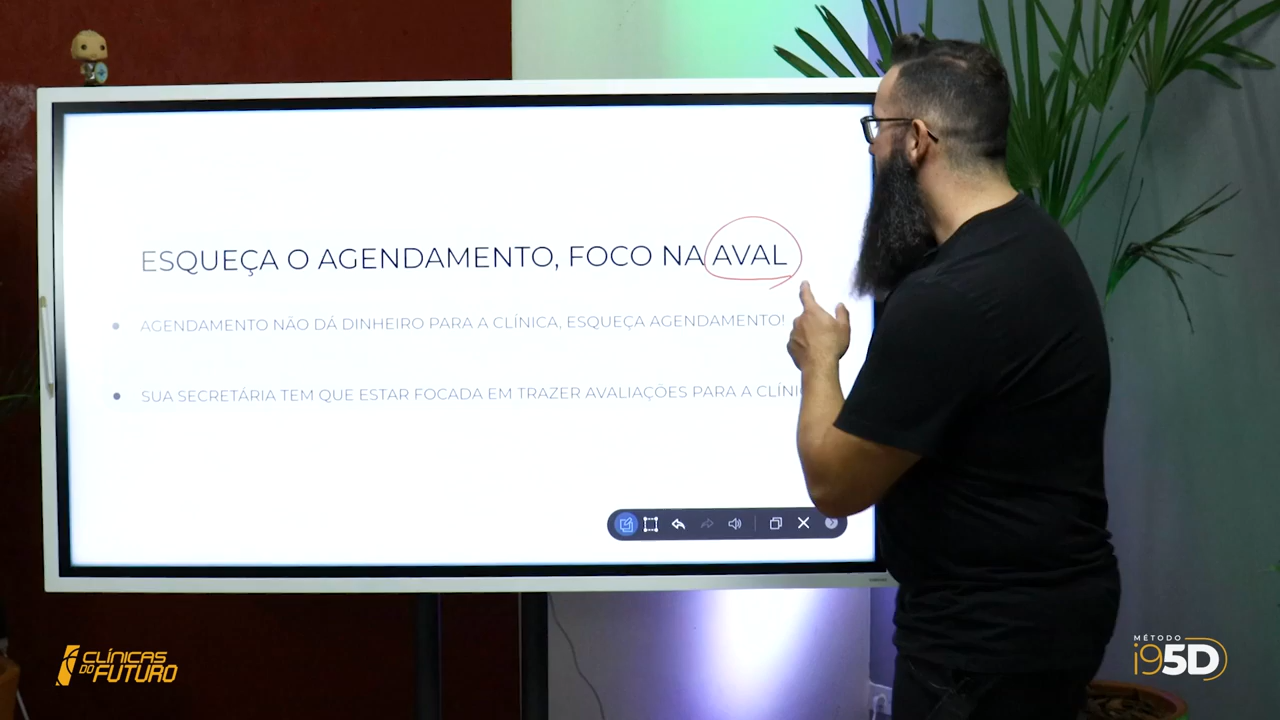 ESQUEÇA O AGENDAMENTO, FOCO NA AVAL
AGENDAMENTO NÃO DÁ DINHEIRO PARA A CLÍNICA, ESQUEÇA AGENDAMENTO!
SUA SECRETÁRIA TEM QUE ESTAR FOCADA EM TRAZER AVALIAÇÕES PARA A
CLÍNICAS
DO FUTURO
MÉTODO
i95D